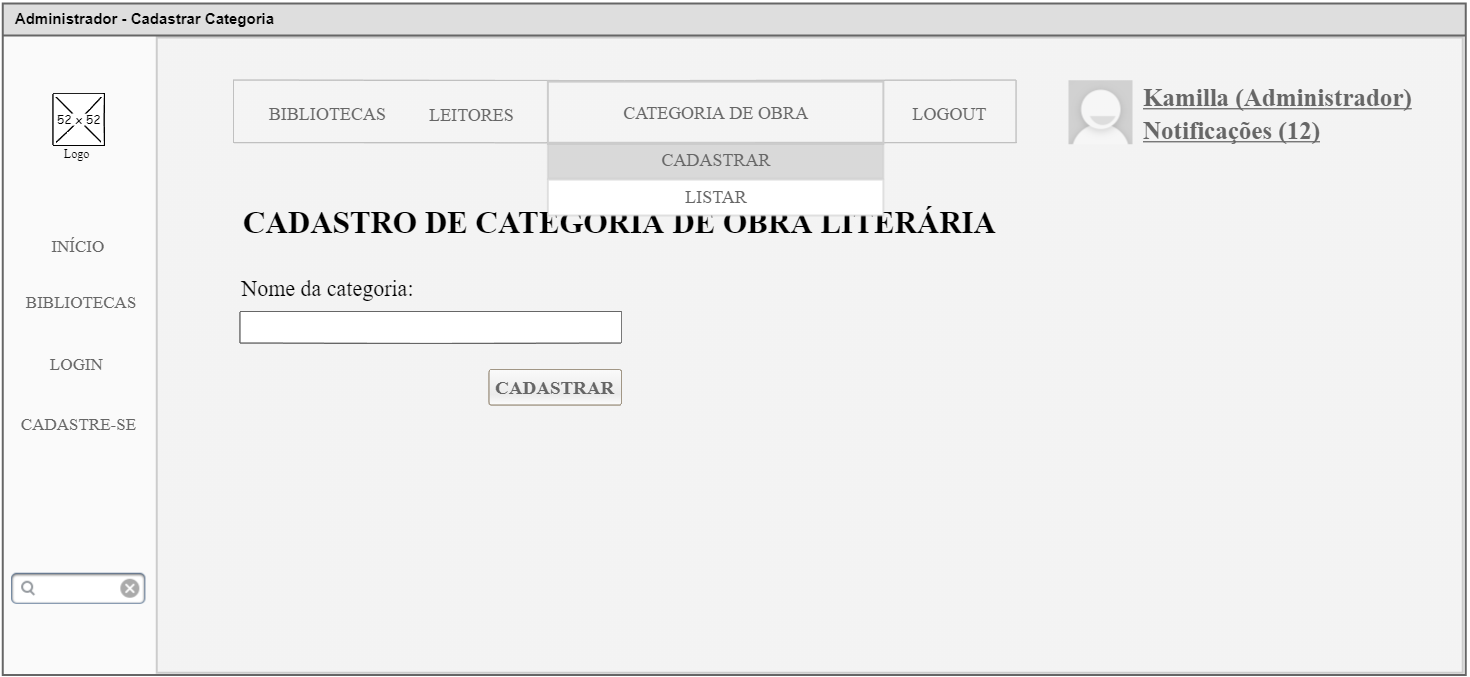 Administrador - Cadastrar Categoria
52 x 52
Logo
INÍCIO
BIBLIOTECAS
LOGIN
CADASTRE-SE
BIBLIOTECAS LEITORES CATEGORIA DE OBRA LOGOUT
CADASTRAR
LISTAR
Kamilla (Administrador)
Notificações (12)
CADASTRO DE CATEGORIA DE OBRA LITERÁRIA
Nome da categoria:
CADASTRAR